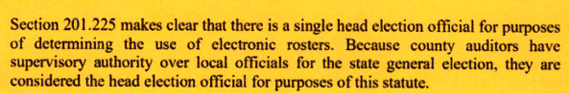 Section 201.225 makes clear that there is a single head election official for purposes
of determining the use of electronic rosters. Because county auditors have
supervisory authority over local officials for the state general election, they are
considered the head election official for purposes of this statute.